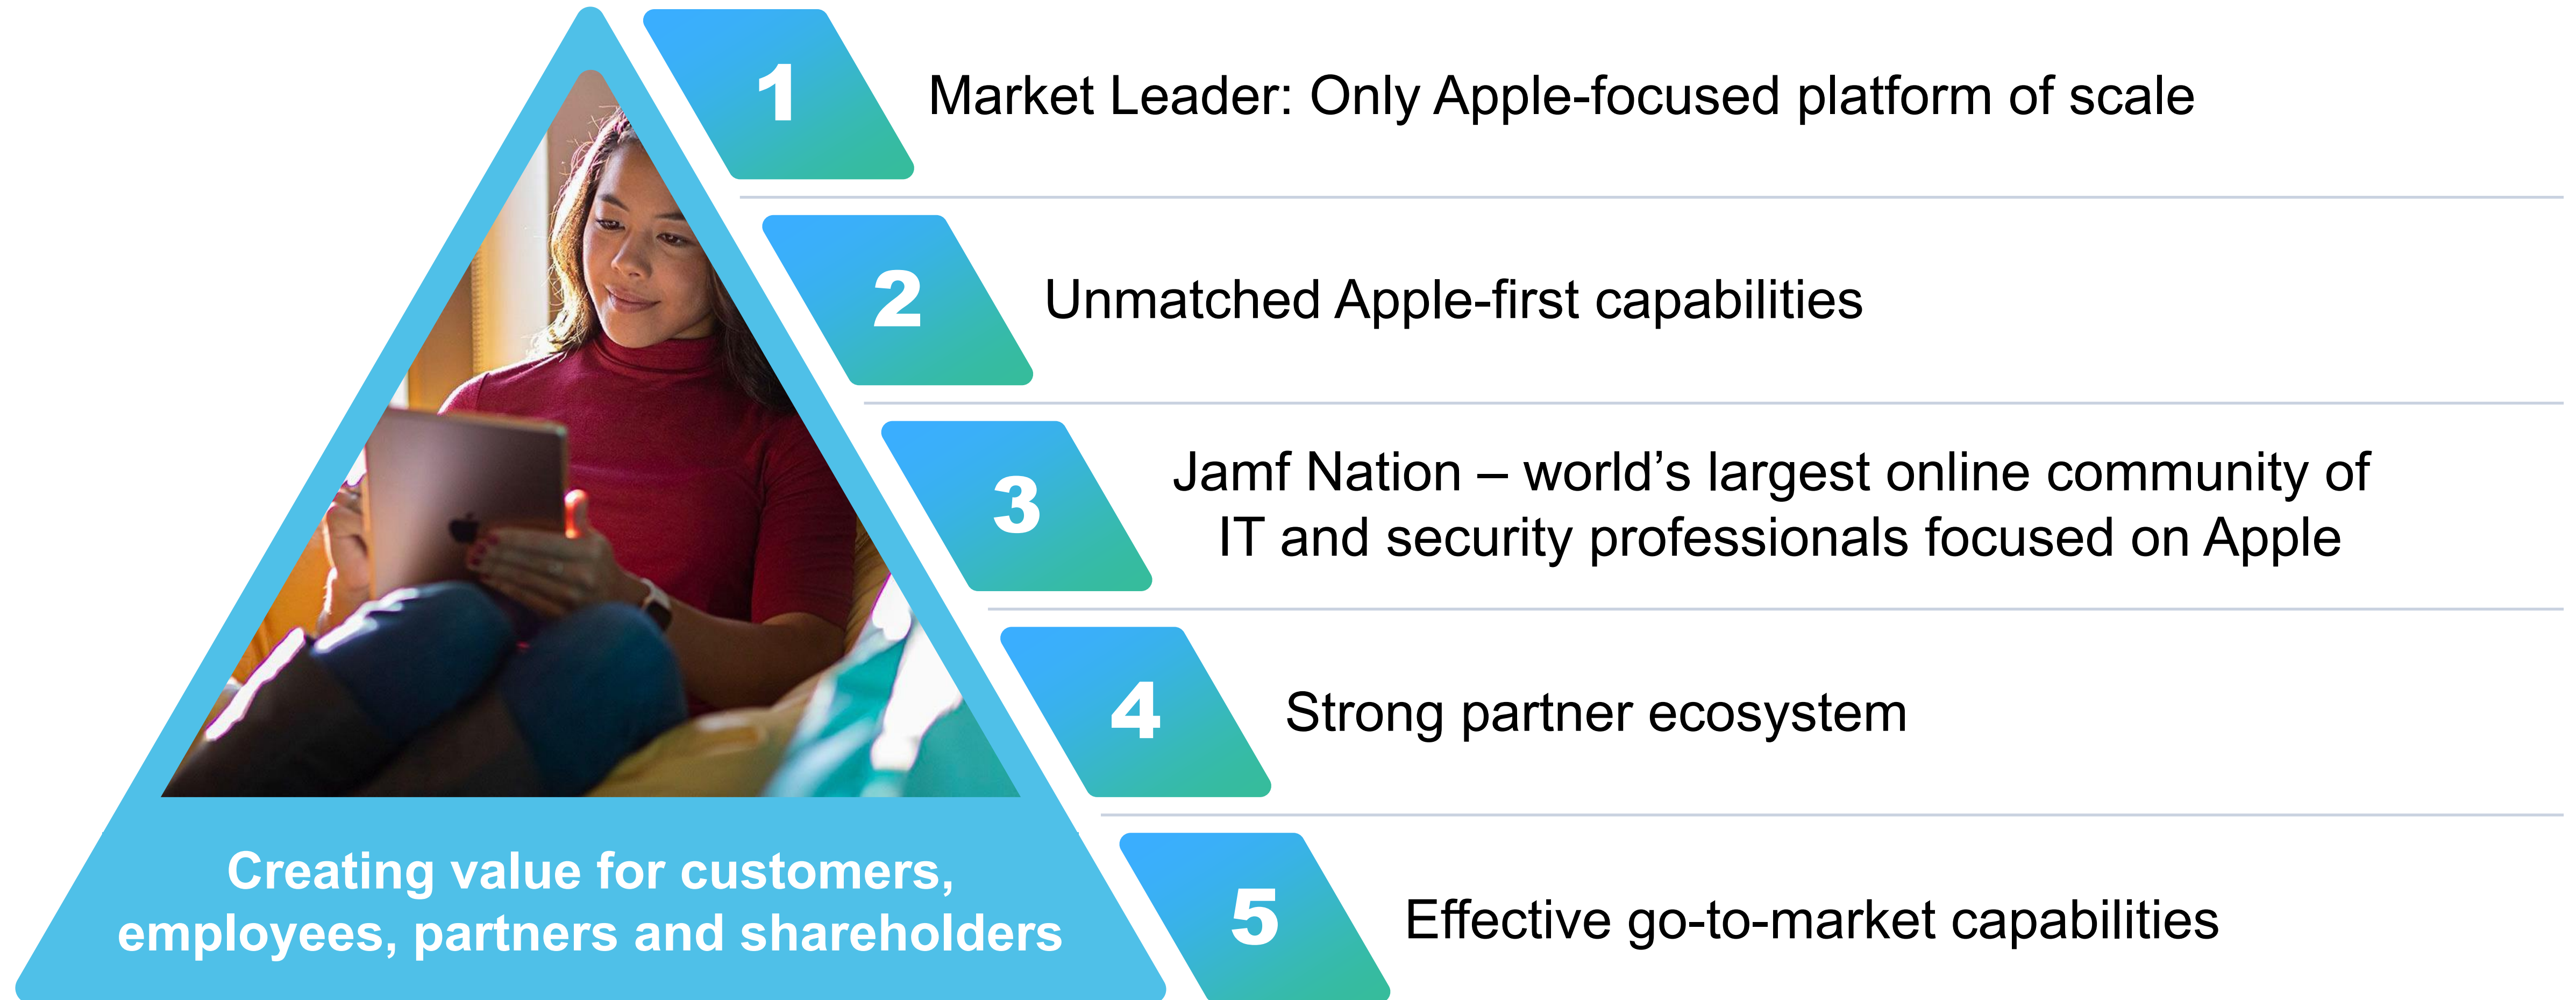 1
Market Leader: Only Apple-focused platform of scale
2
Unmatched Apple-first capabilities
3
Jamf Nation – world’s largest online community of
IT and security professionals focused on Apple
4
Strong partner ecosystem
5
Effective go-to-market capabilities
Creating value for customers,
employees, partners and shareholders